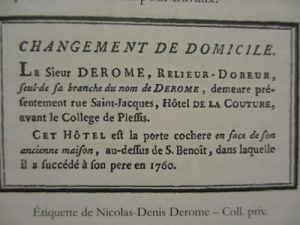 pour travaux.
CHANGEMENT DE DOMICILE.
LE Sieur DEROME, RELIEUR-DOREUR,
seul de sa branche du nom de DEROME, demeure pré-
sentement rue Saint-Jacques, Hôtel DE LA COUTURE,
avant le College de Plessis.
CET HÔTEL est la porte cochere en face de son
ancienne maison, au-dessus de S. Benoît, dans laquelle
il a succédé à son pere en 1760.
Étiquette de Nicolas-Denis Derome – Coll. priv.